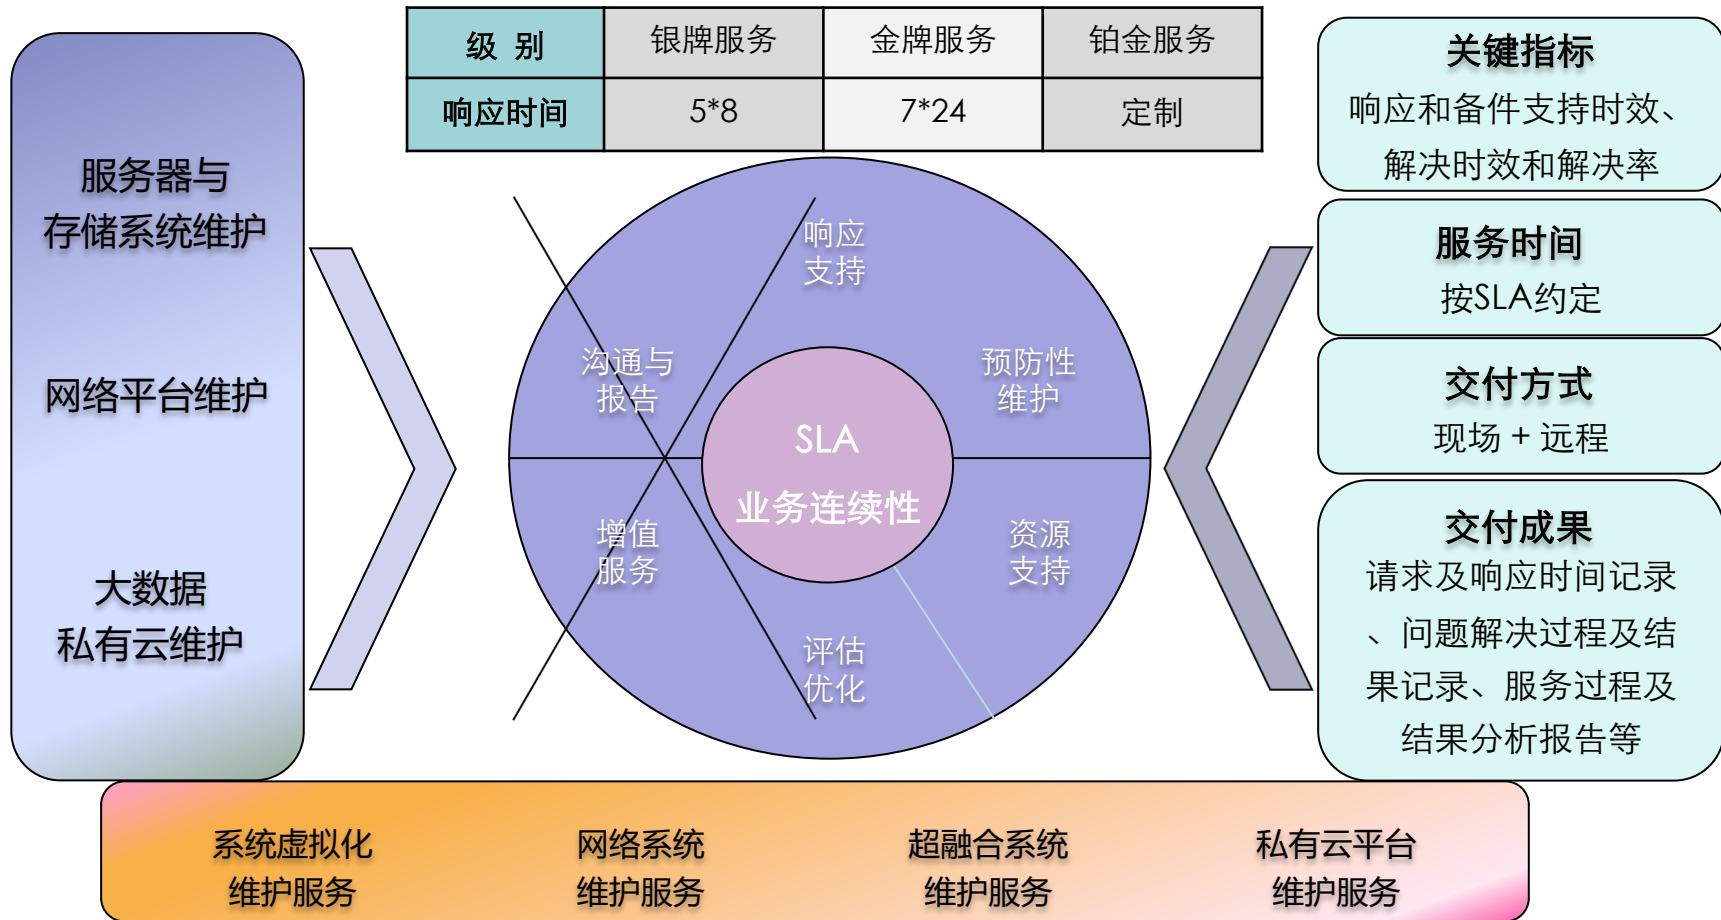 级 别 银牌服务 金牌服务 铂金服务
响应时间 5*8 7*24 定制
服务器与
存储系统维护
网络平台维护
大数据
私有云维护
响应
支持
沟通与
报告
预防性
维护
SLA
业务连续性
增值
服务
资源
支持
评估
优化
关键指标
响应和备件支持时效、
解决时效和解决率
服务时间
按SLA约定
交付方式
现场 + 远程
交付成果
请求及响应时间记录
、问题解决过程及结
果记录、服务过程及
结果分析报告等
系统虚拟化
维护服务
网络系统
维护服务
超融合系统
维护服务
私有云平台
维护服务